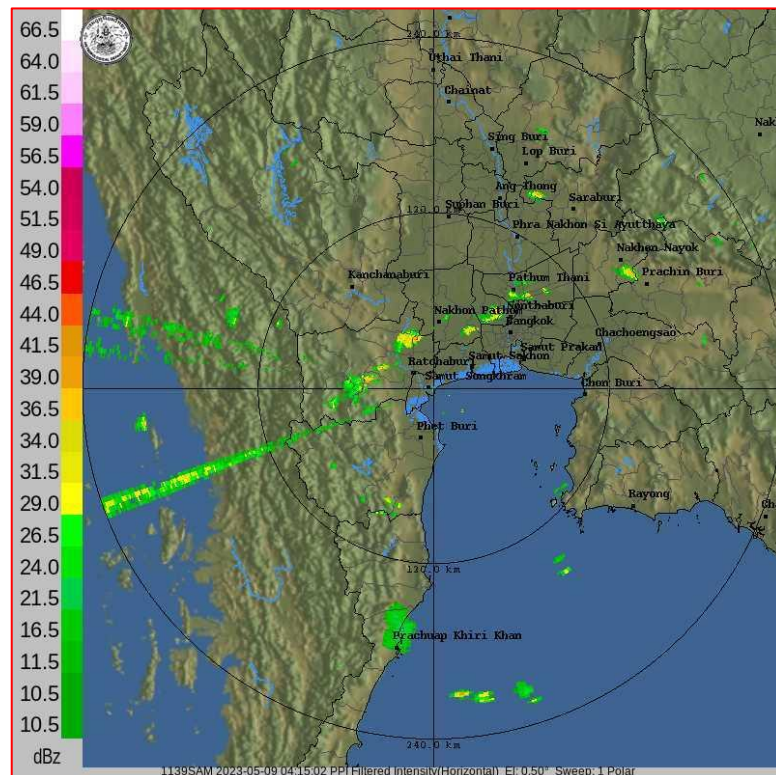 66.5
64.0
61.5
59.0
56.5
54.0
51.5
49.0
46.5
44.0
41.5
39.0
36.5
34.0
31.5
29.0
26.5
24.0
21.5
16.5
11.5
10.5
10.5
dBz
240.0 km
Uthai Thani
Chainat
Sing Buri
Lop Buri
Nak
Ang Thong
Suphan Buri
Saraburi
120.0 km
Phra Nakhon Si Ayutthaya
Nakhon Nayok
Kanchanaburi
Pathum Thani
Prachin Buri
Nakhon Pathom
Nonthaburi
Bangkok
Chachoengsao
Samut Prakan
Ratchaburi
Samut Sakhon
Samut Songkhram
Chon Buri
Phet Buri
Rayong
Cha
120.0 km
Prachuap Khiri Khan
240.0 km
1139SAM 2023-05-09 04:15:02 PPI Filtered Intensity(Horizontal) El: 0.50° Sweep: 1 Polar